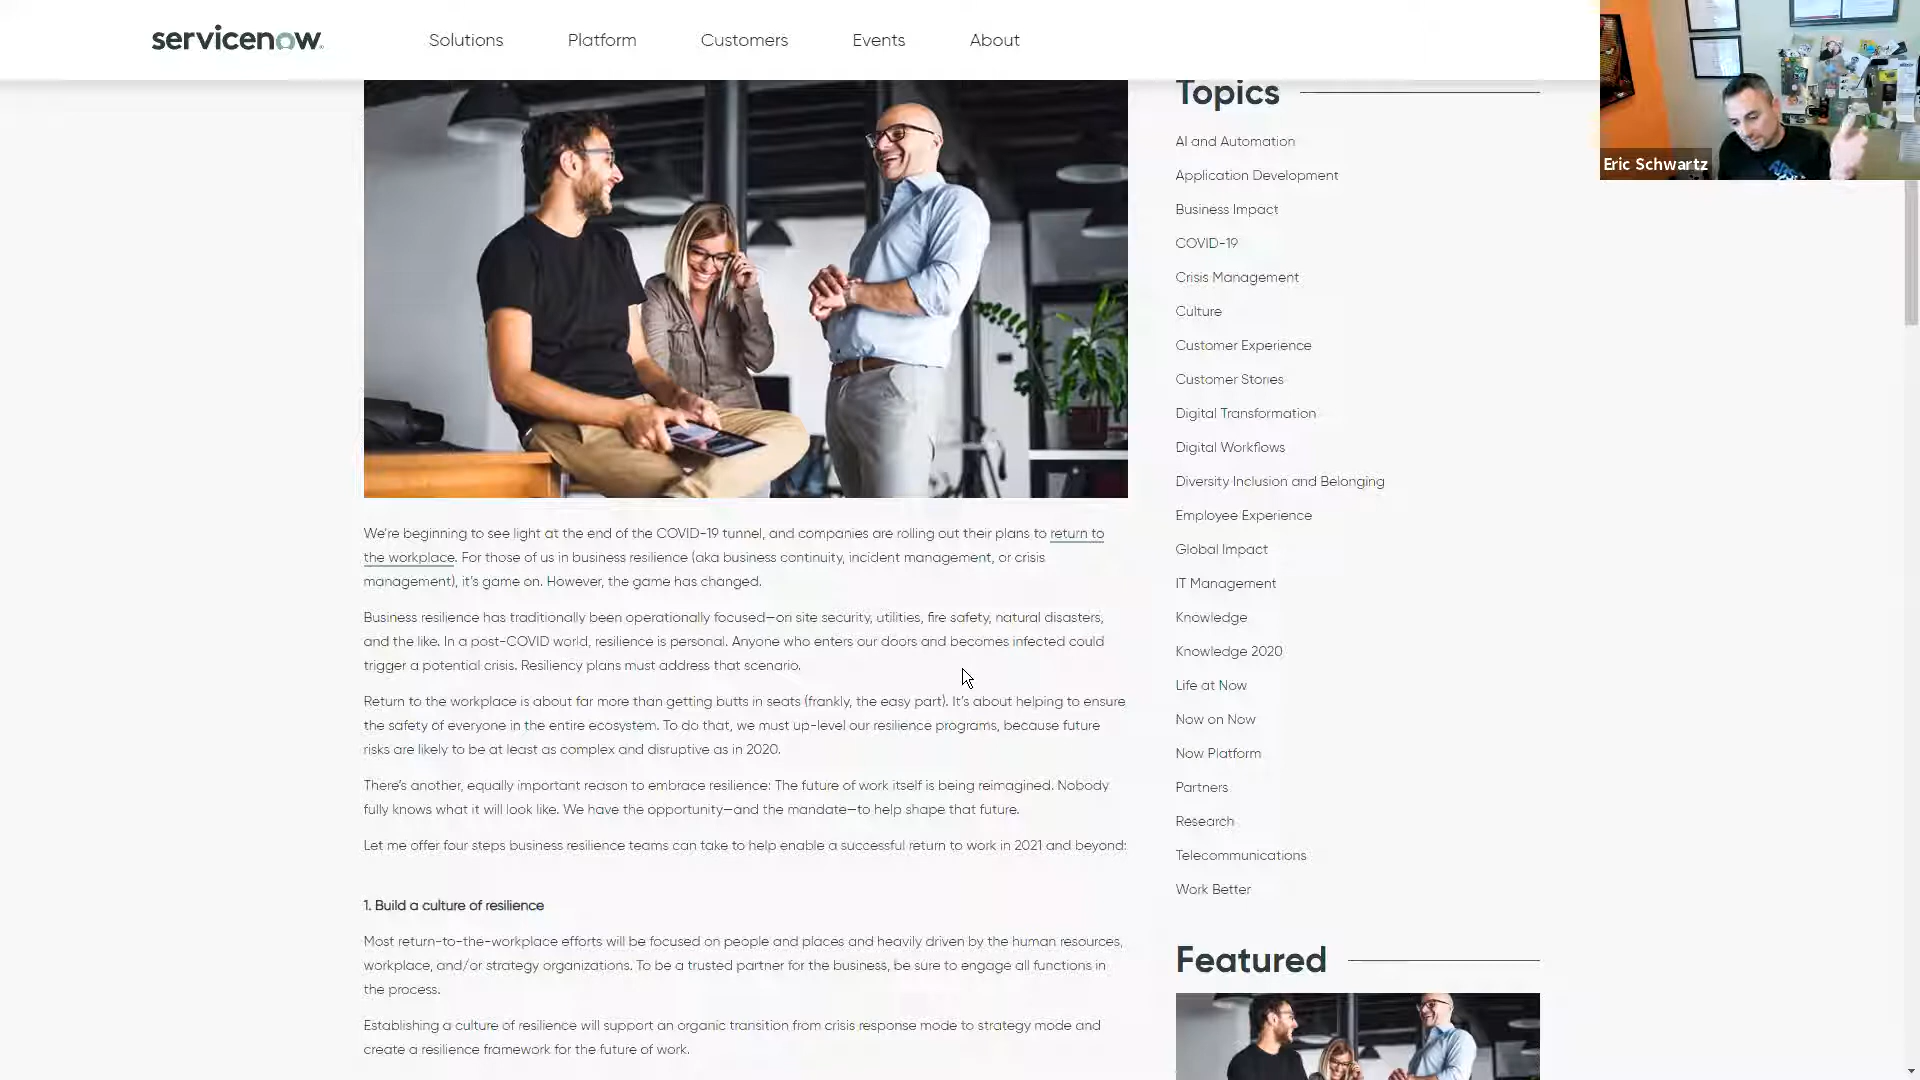 servicenow
Solutions
Platform
Customers
Events
About
Eric Schwartz
We're beginning to see light at the end of the COVID-19 tunnel, and companies are rolling out their plans to return to
the workplace. For those of us in business resilience (aka business continuity, incident management, or crisis
management), it's game on. However, the game has changed.
Business resilience has traditionally been operationally focused—on site security, utilities, fire safety, natural disasters,
and the like. In a post-COVID world, resilience is personal. Anyone who enters our doors and becomes infected could
trigger a potential crisis. Resiliency plans must address that scenario.
Return to the workplace is about far more than getting butts in seats (frankly, the easy part). It's about helping to ensure
the safety of everyone in the entire ecosystem. To do that, we must up-level our resilience programs, because future
risks are likely to be at least as complex and disruptive as in 2020.
There's another, equally important reason to embrace resilience: The future of work itself is being reimagined. Nobody
fully knows what it will look like. We have the opportunity—and the mandate—to help shape that future.
Let me offer four steps business resilience teams can take to help enable a successful return to work in 2021 and beyond:
1. Build a culture of resilience
Most return-to-the-workplace efforts will be focused on people and places and heavily driven by the human resources,
workplace, and/or strategy organizations. To be a trusted partner for the business, be sure to engage all functions in
the process.
Establishing a culture of resilience will support an organic transition from crisis response mode to strategy mode and
create a resilience framework for the future of work.
Topics
AI and Automation
Application Development
Business Impact
COVID-19
Crisis Management
Culture
Customer Experience
Customer Stories
Digital Transformation
Digital Workflows
Diversity Inclusion and Belonging
Employee Experience
Global Impact
IT Management
Knowledge
Knowledge 2020
Life at Now
Now on Now
Now Platform
Partners
Research
Telecommunications
Work Better
Featured